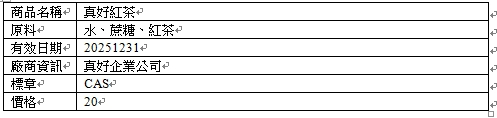 商品名稱 真好紅茶
原料 水、蔗糖、紅茶
有效日期 20251231
廠商資訊 真好企業公司
標章 CAS
價格 20